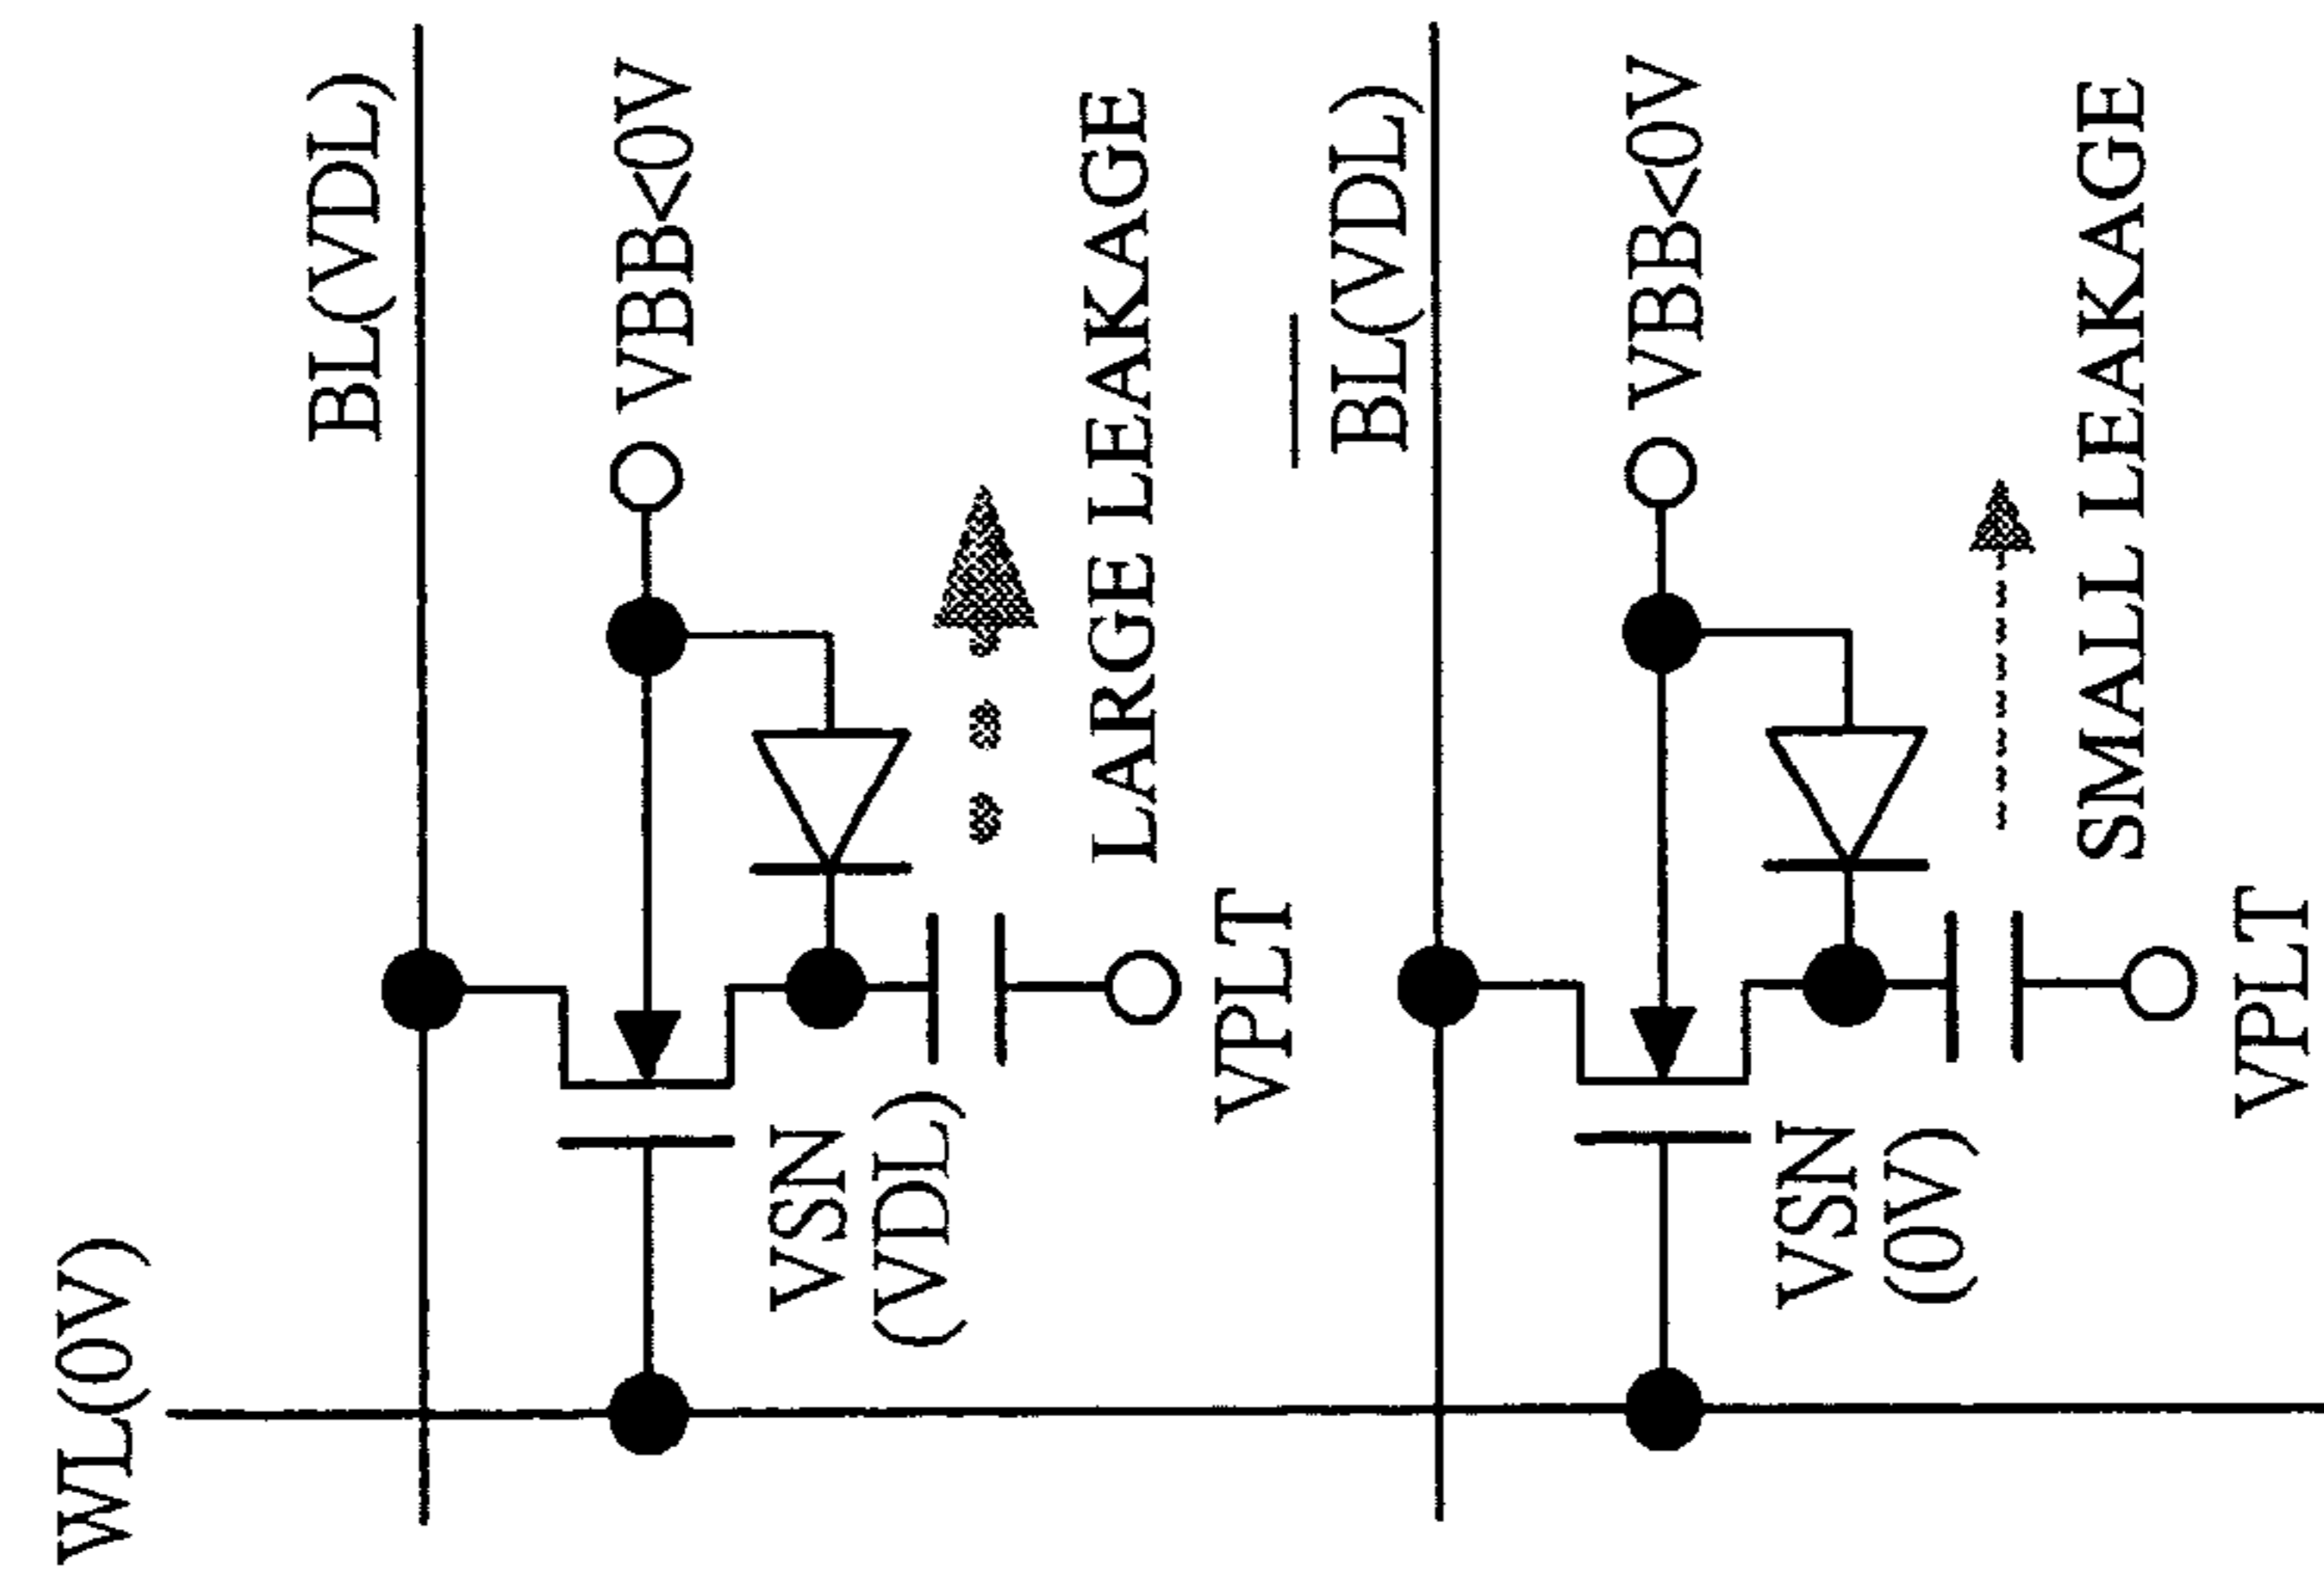 WL(0V)
BL(VDL)
VBB<0V
VSN
(VDL)
LARGE LEAKAGE
VPLT
B̅L̅(VDL)
VBB<0V
VSN
(0V)
SMALL LEAKAGE
VPLT